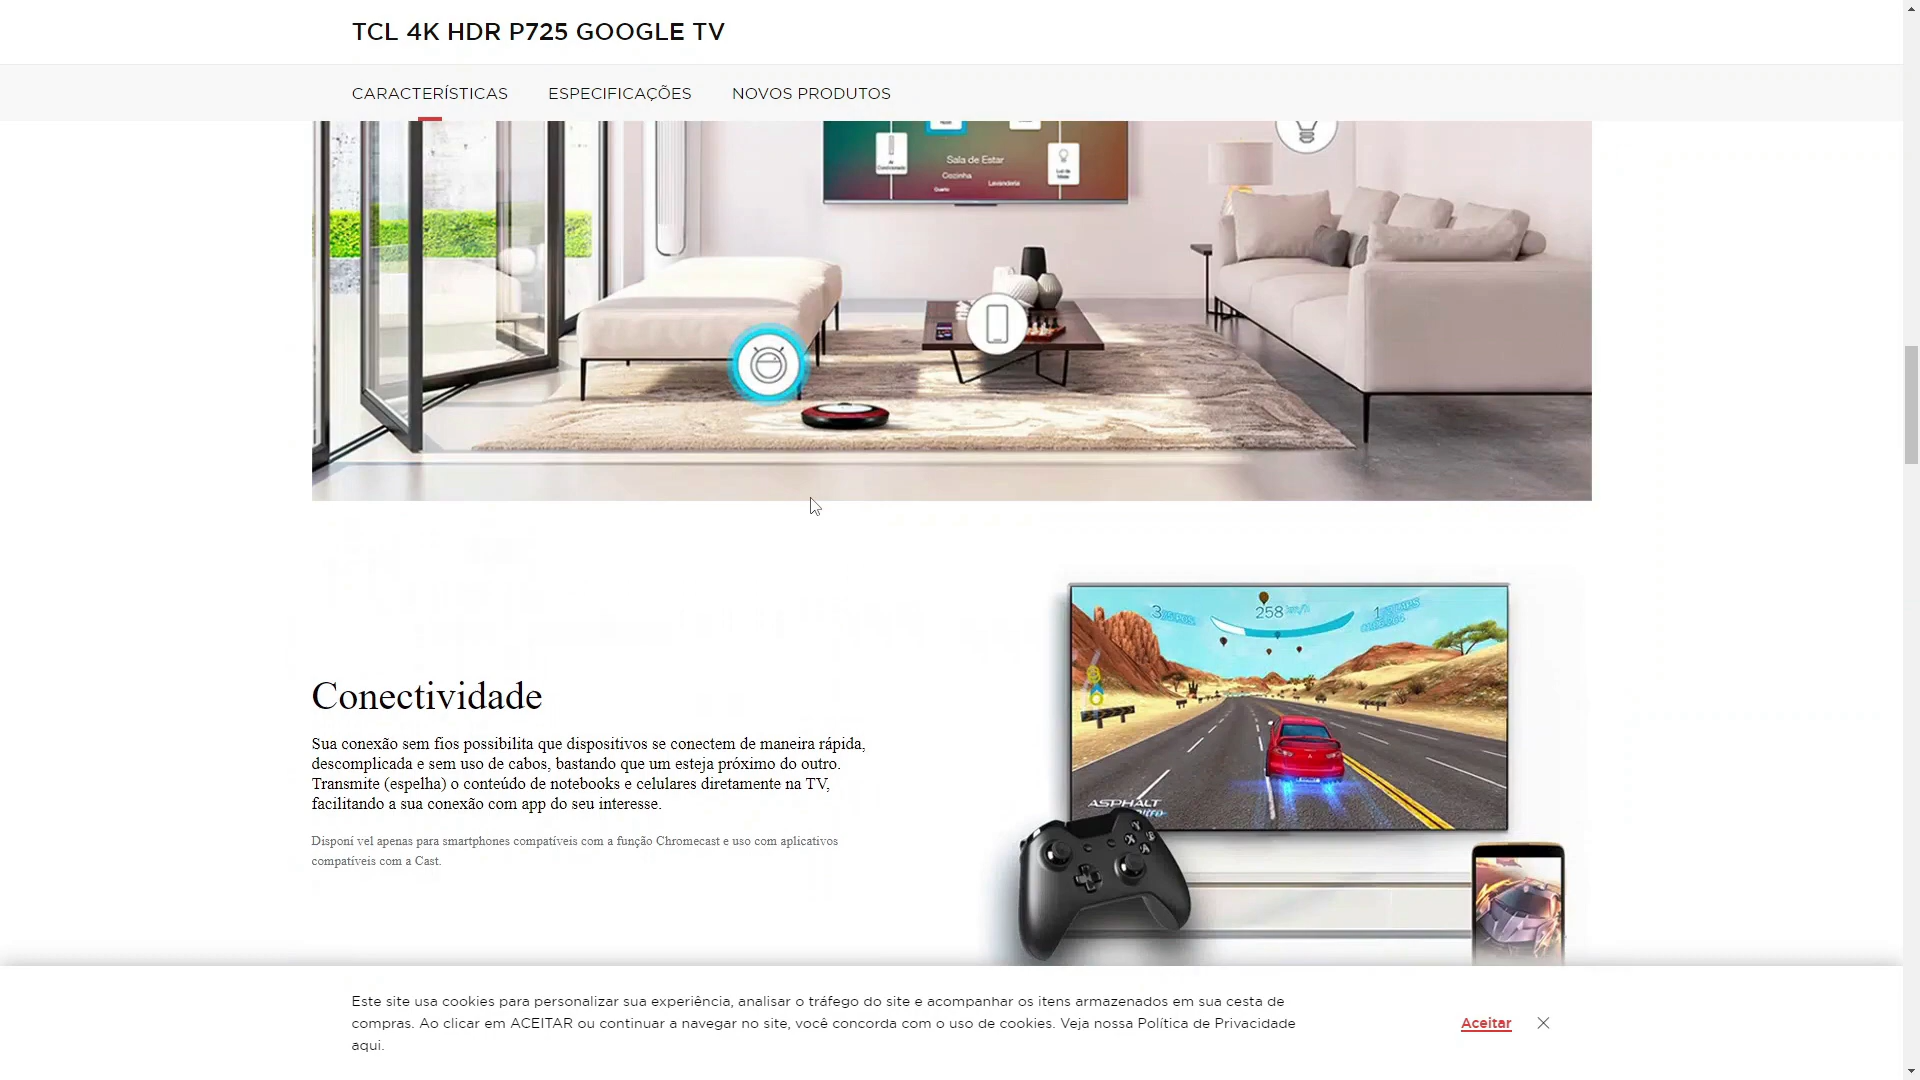 TCL 4K HDR P725 GOOGLE TV
CARACTERÍSTICAS ESPECIFICAÇÕES NOVOS PRODUTOS
Sala de Estar
Cozinha
Quarto Lavanderia
258 km/h
ASPHALT
Conectividade
Sua conexão sem fios possibilita que dispositivos se conectem de maneira rápida,
descomplicada e sem uso de cabos, bastando que um esteja próximo do outro.
Transmite (espelha) o conteúdo de notebooks e celulares diretamente na TV,
facilitando a sua conexão com app do seu interesse.
Disponí vel apenas para smartphones compatíveis com a função Chromecast e uso com aplicativos
compatíveis com a Cast.
Este site usa cookies para personalizar sua experiência, analisar o tráfego do site e acompanhar os itens armazenados em sua cesta de
compras. Ao clicar em ACEITAR ou continuar a navegar no site, você concorda com o uso de cookies. Veja nossa Política de Privacidade
aqui.
Aceitar